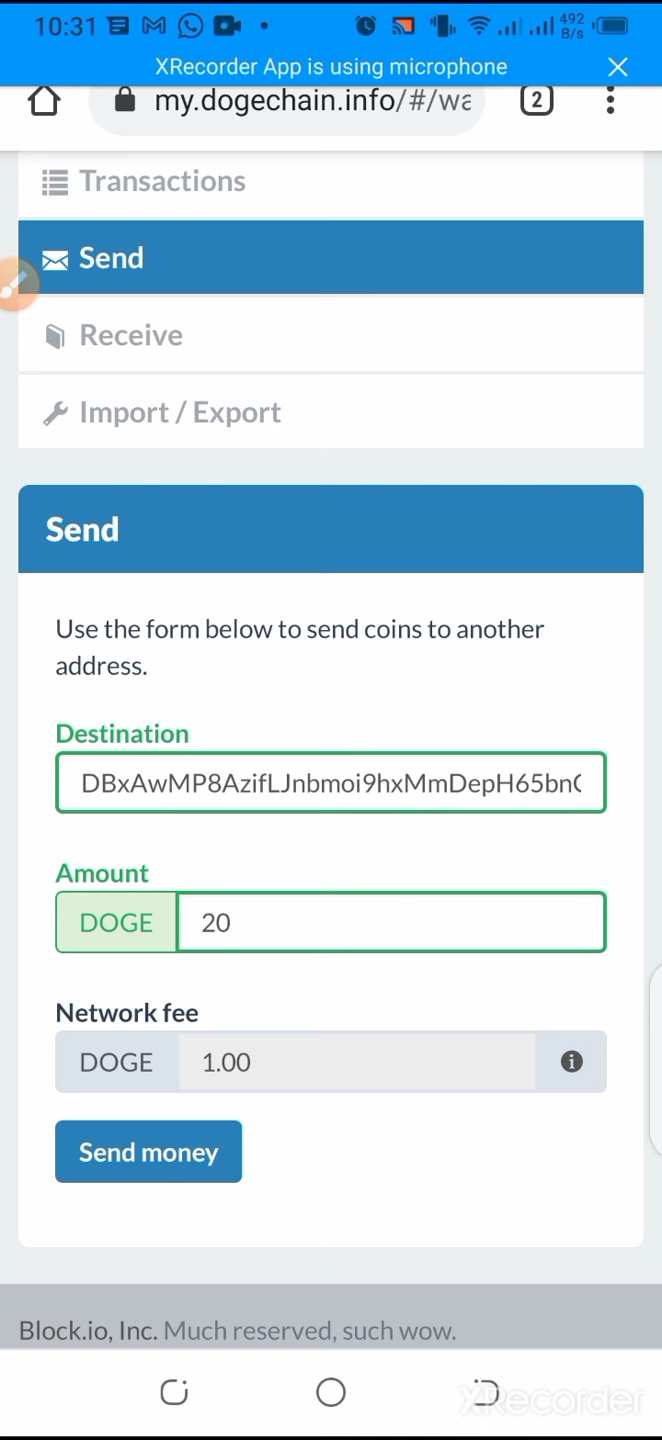 10:31 492 B/s
XRecorder App is using microphone
my.dogechain.info/#/wa 2
Transactions
Send
Receive
Import / Export
Send
Use the form below to send coins to another
address.
Destination
DBxAwMP8AzifLJnbmoi9hxMmDepH65bn
Amount
DOGE 20
Network fee
DOGE 1.00
Send money
Block.io, Inc. Much reserved, such wow.
XRecorder